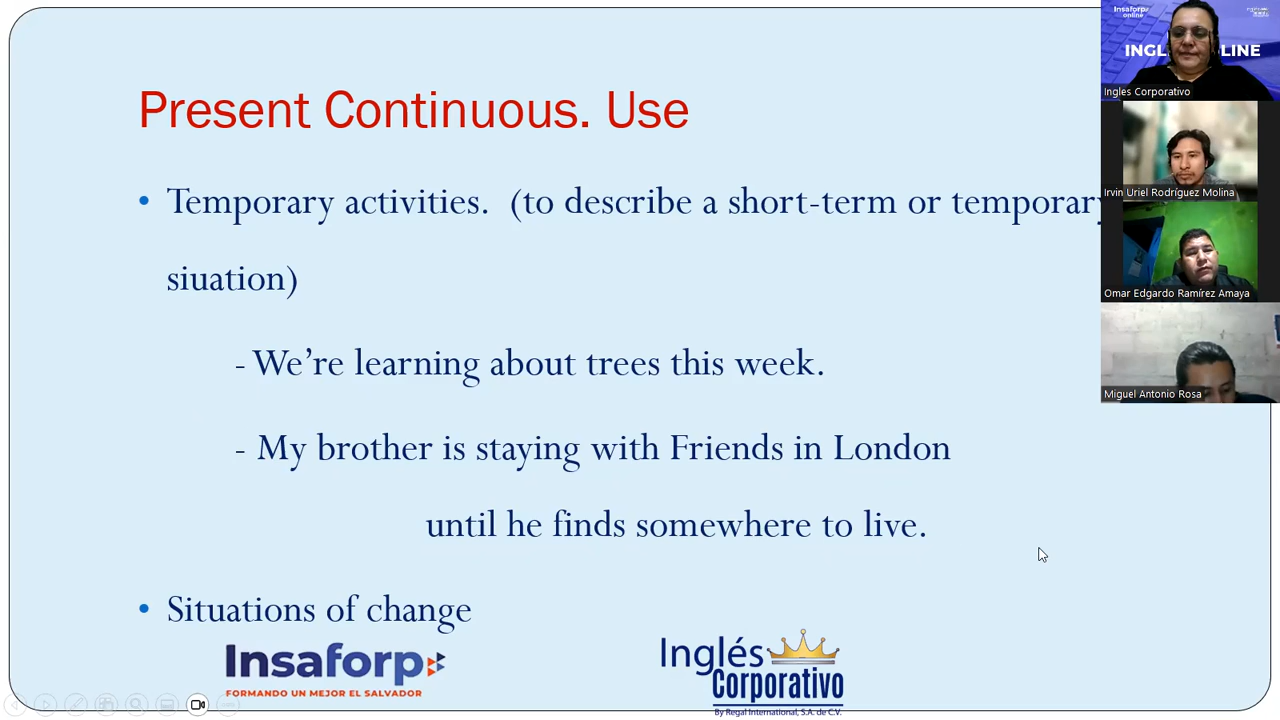 Present Continuous. Use
• Temporary activities. (to describe a short-term or temporary
siuation)
- We're learning about trees this week.
- My brother is staying with Friends in London
until he finds somewhere to live.
• Situations of change
Insaforp
FORMANDO UN MEJOR EL SALVADOR
Inglés
Corporativo
By Regal International, S.A. de C.V.
Insaforp
online
INGL LINE
Ingles Corporativo
Irvin Uriel Rodríguez Molina
Omar Edgardo Ramírez Amaya
Miguel Antonio Rosa